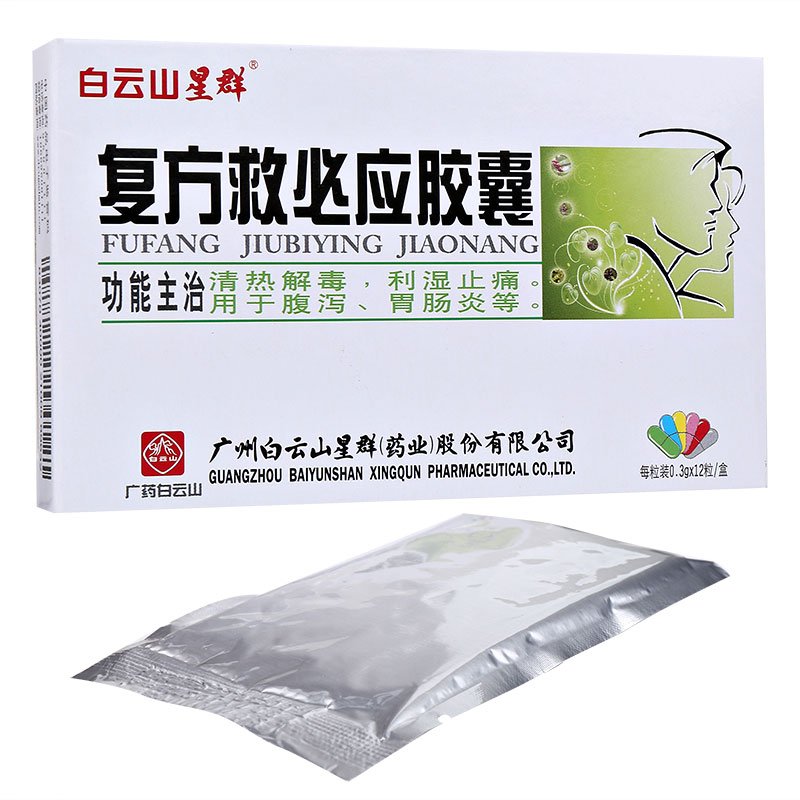 白云山星群®
复方救必应胶囊
FUFANG JIUBIYING JIAONANG
功能主治
清热解毒，利湿止痛。
用于腹泻、胃肠炎等。
白云山
广药白云山
广州白云山星群(药业)股份有限公司
GUANGZHOU BAIYUNSHAN XINGQUN PHARMACEUTICAL CO.,LTD.
每粒装0.3gx12粒/盒